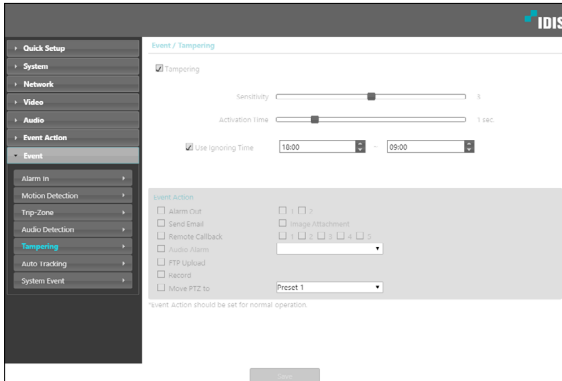 IDIS
Quick Setup
System
Network
Video
Audio
Event Action
Event
Alarm In
Motion Detection
Trip-Zone
Audio Detection
Tampering
Auto Tracking
System Event
Event / Tampering
Tampering
Sensitivity 5
Activation Time 1 sec.
Use Ignoring Time 18:00 ~ 09:00
Event Action
Alarm Out 1 2
Send Email Image Attachment
Remote Callback 1 2 3 4 5
Audio Alarm
FTP Upload
Record
Move PTZ to Preset 1
*Event Action should be set for normal operation
Save